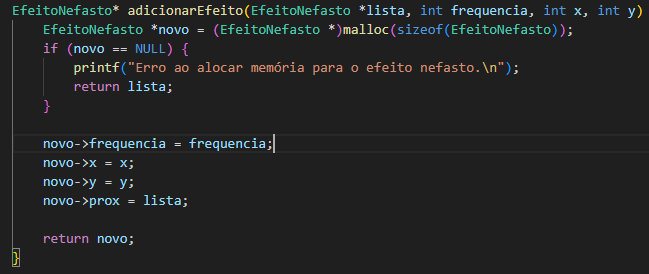 EfeitoNefasto* adicionarEfeito(EfeitoNefasto *lista, int frequencia, int x, int y)
    EfeitoNefasto *novo = (EfeitoNefasto *)malloc(sizeof(EfeitoNefasto));
    if (novo == NULL) {
        printf("Erro ao alocar memória para o efeito nefasto.\n");
        return lista;
    }

    novo->frequencia = frequencia;
    novo->x = x;
    novo->y = y;
    novo->prox = lista;

    return novo;
}